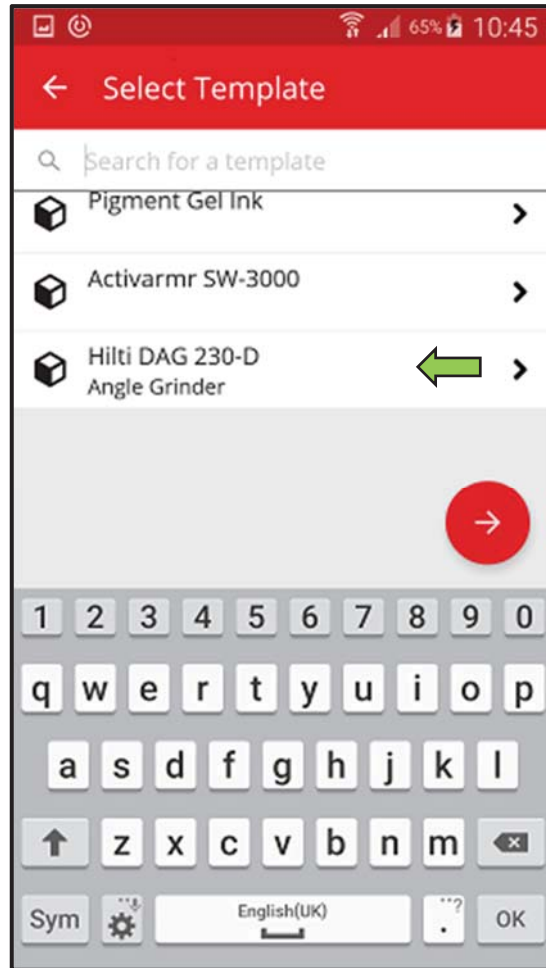 65% 10:45
Select Template
Search for a template
Pigment Gel Ink
Activarmr SW-3000
Hilti DAG 230-D
Angle Grinder
1 2 3 4 5 6 7 8 9 0
q w e r t y u i o p
a s d f g h j k l
z x c v b n m
Sym English(UK) . ..? OK